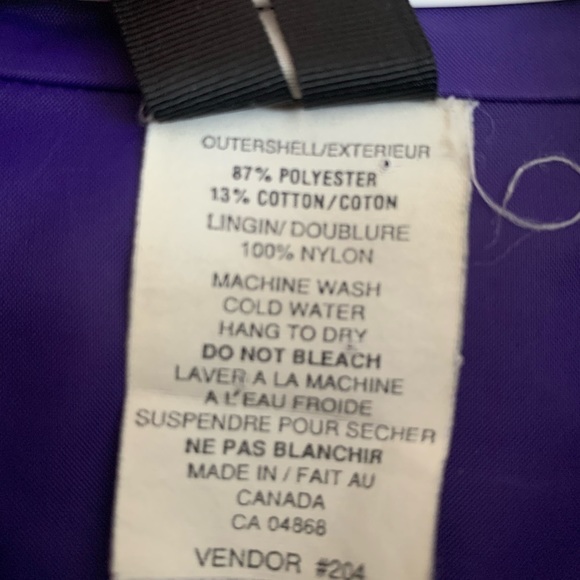 OUTERSHELL/EXTERIEUR
87% POLYESTER
13% COTTON/COTON
LINGIN/ DOUBLURE
100% NYLON
MACHINE WASH
COLD WATER
HANG TO DRY
DO NOT BLEACH
LAVER A LA MACHINE
A L'EAU FROIDE
SUSPENDRE POUR SECHER
NE PAS BLANCHIR
MADE IN / FAIT AU
CANADA
CA 04868
VENDOR #204